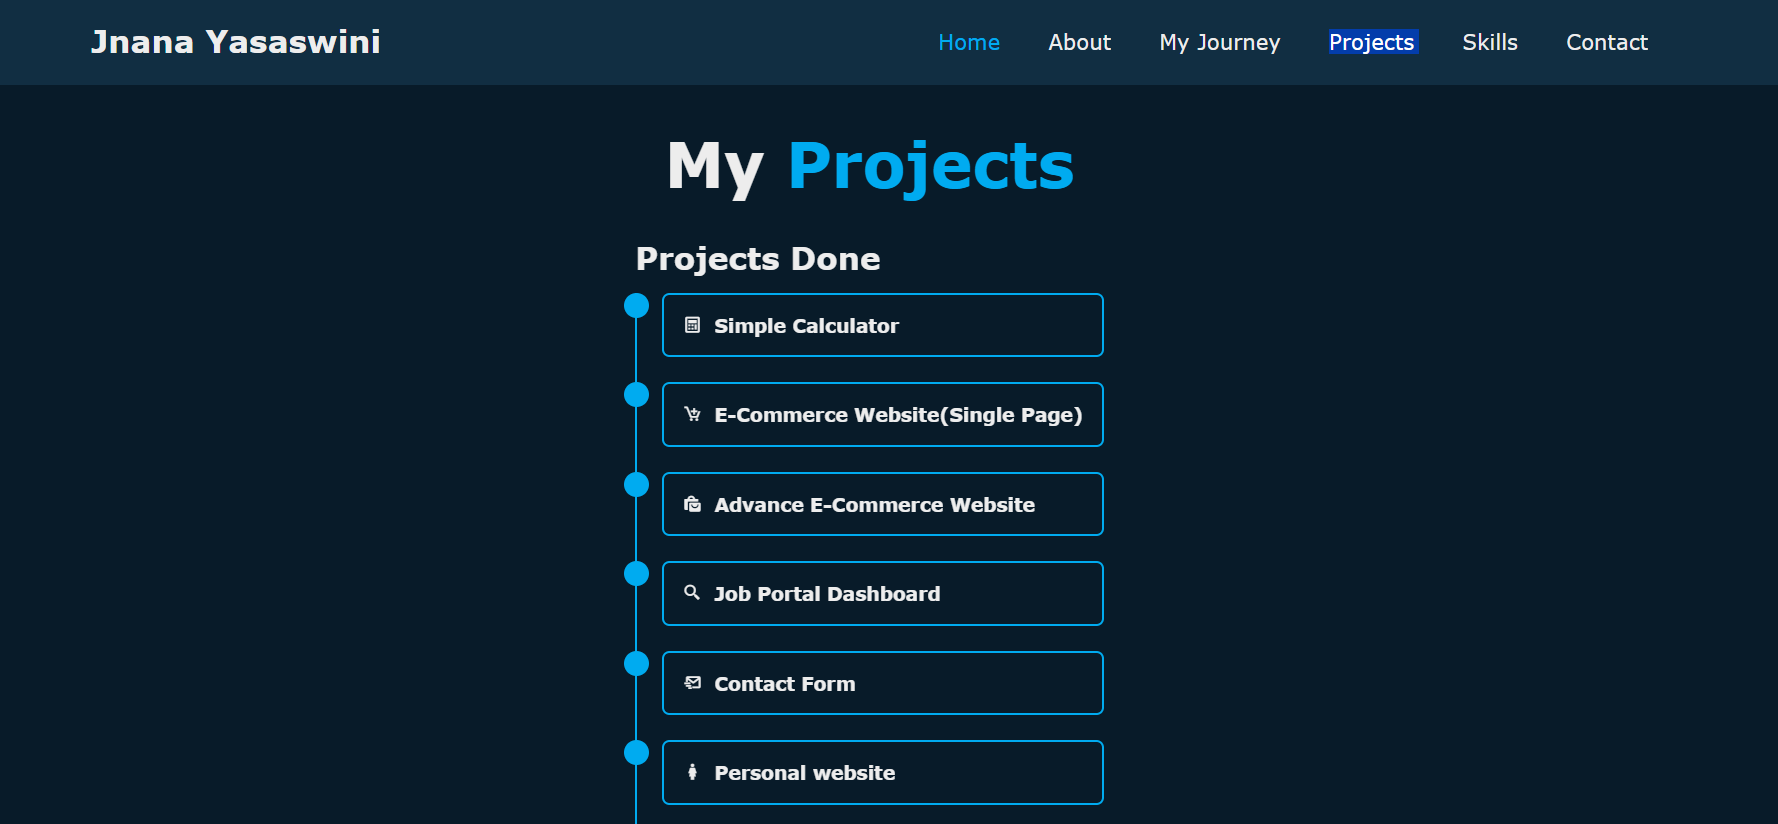 Jnana Yasaswini
Home About My Journey Projects Skills Contact
My Projects
Projects Done
Simple Calculator
E-Commerce Website(Single Page)
Advance E-Commerce Website
Job Portal Dashboard
Contact Form
Personal website